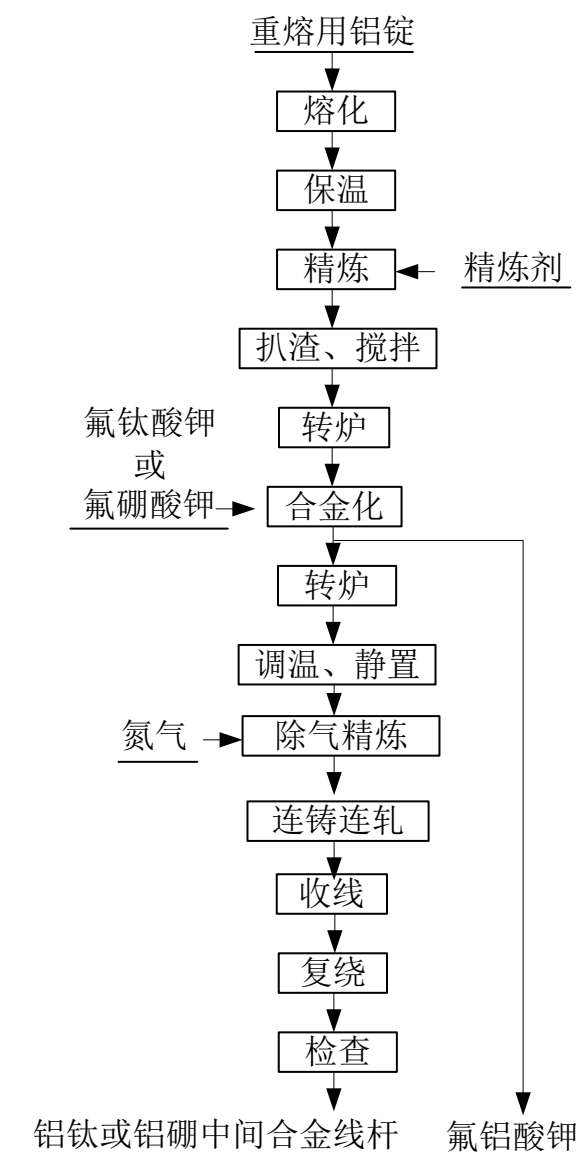 重熔用铝锭
熔化
保温
精炼
精炼剂
扒渣、搅拌
转炉
氟钛酸钾
或
氟硼酸钾
合金化
转炉
调温、静置
氮气
除气精炼
连铸连轧
收线
复绕
检查
铝钛或铝硼中间合金线杆
氟铝酸钾